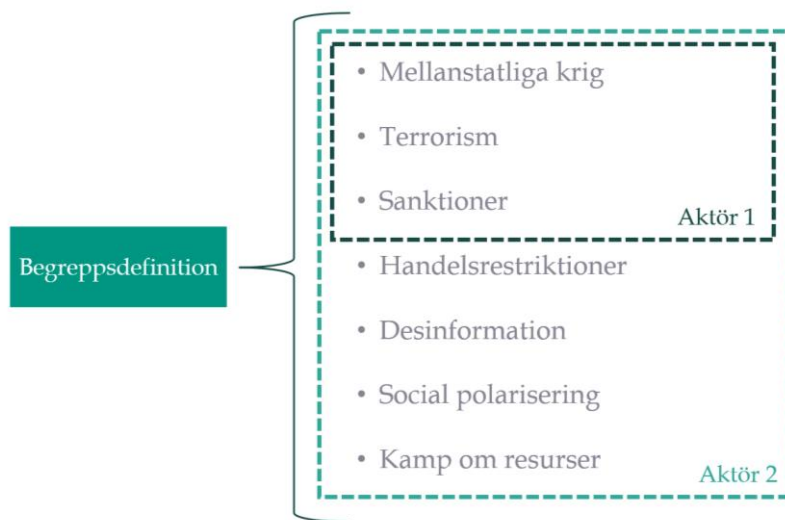 • Mellanstatliga krig
• Terrorism
• Sanktioner
Aktör 1
Begreppsdefinition
• Handelsrestriktioner
• Desinformation
• Social polarisering
• Kamp om resurser
Aktör 2